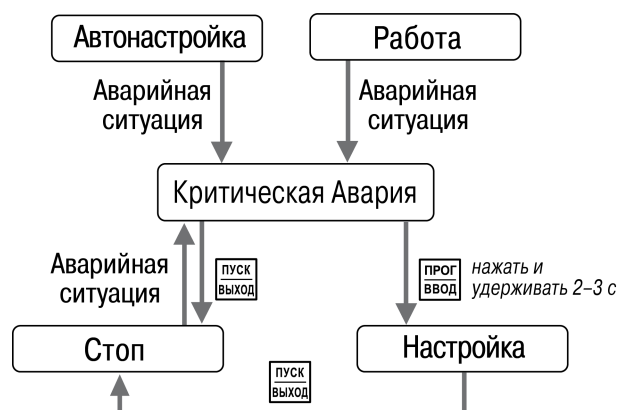 Автонастройка
Работа
Аварийная
ситуация
Аварийная
ситуация
Критическая Авария
Аварийная
ситуация
ПУСК
ВЫХОД
ПРОГ
ВВОД
нажать и
удерживать 2–3 с
Стоп
Настройка
ПУСК
ВЫХОД